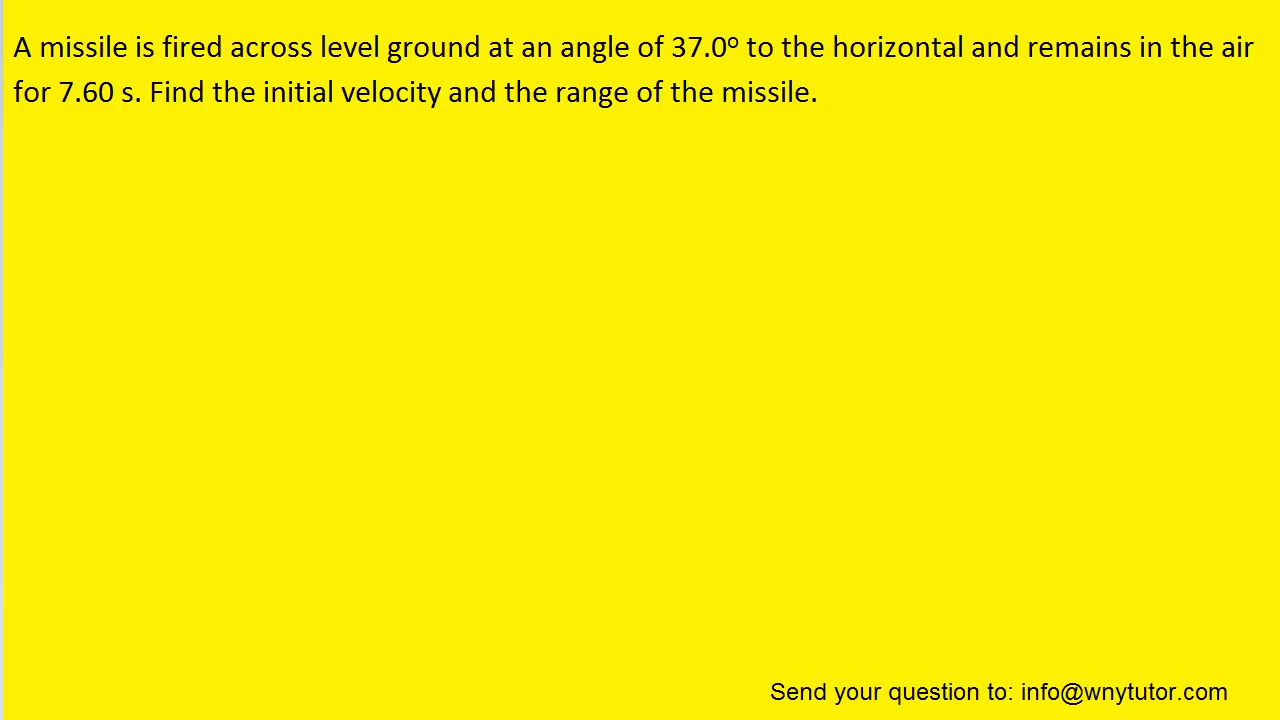 A missile is fired across level ground at an angle of 37.0º to the horizontal and remains in the air
for 7.60 s. Find the initial velocity and the range of the missile.
Send your question to: info@wnytutor.com